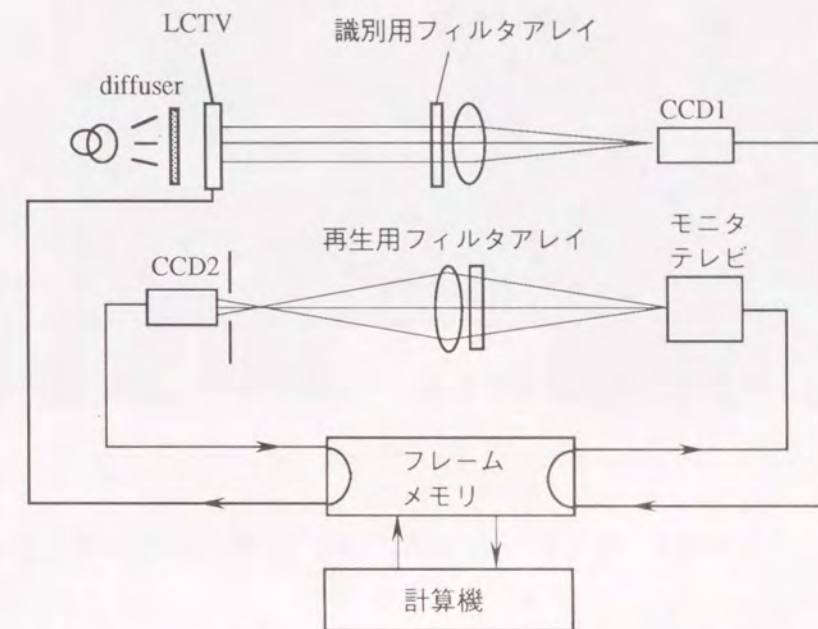 LCTV
識別用フィルタアレイ
diffuser
CCD1
再生用フィルタアレイ
モニタ
テレビ
CCD2
フレーム
メモリ
計算機